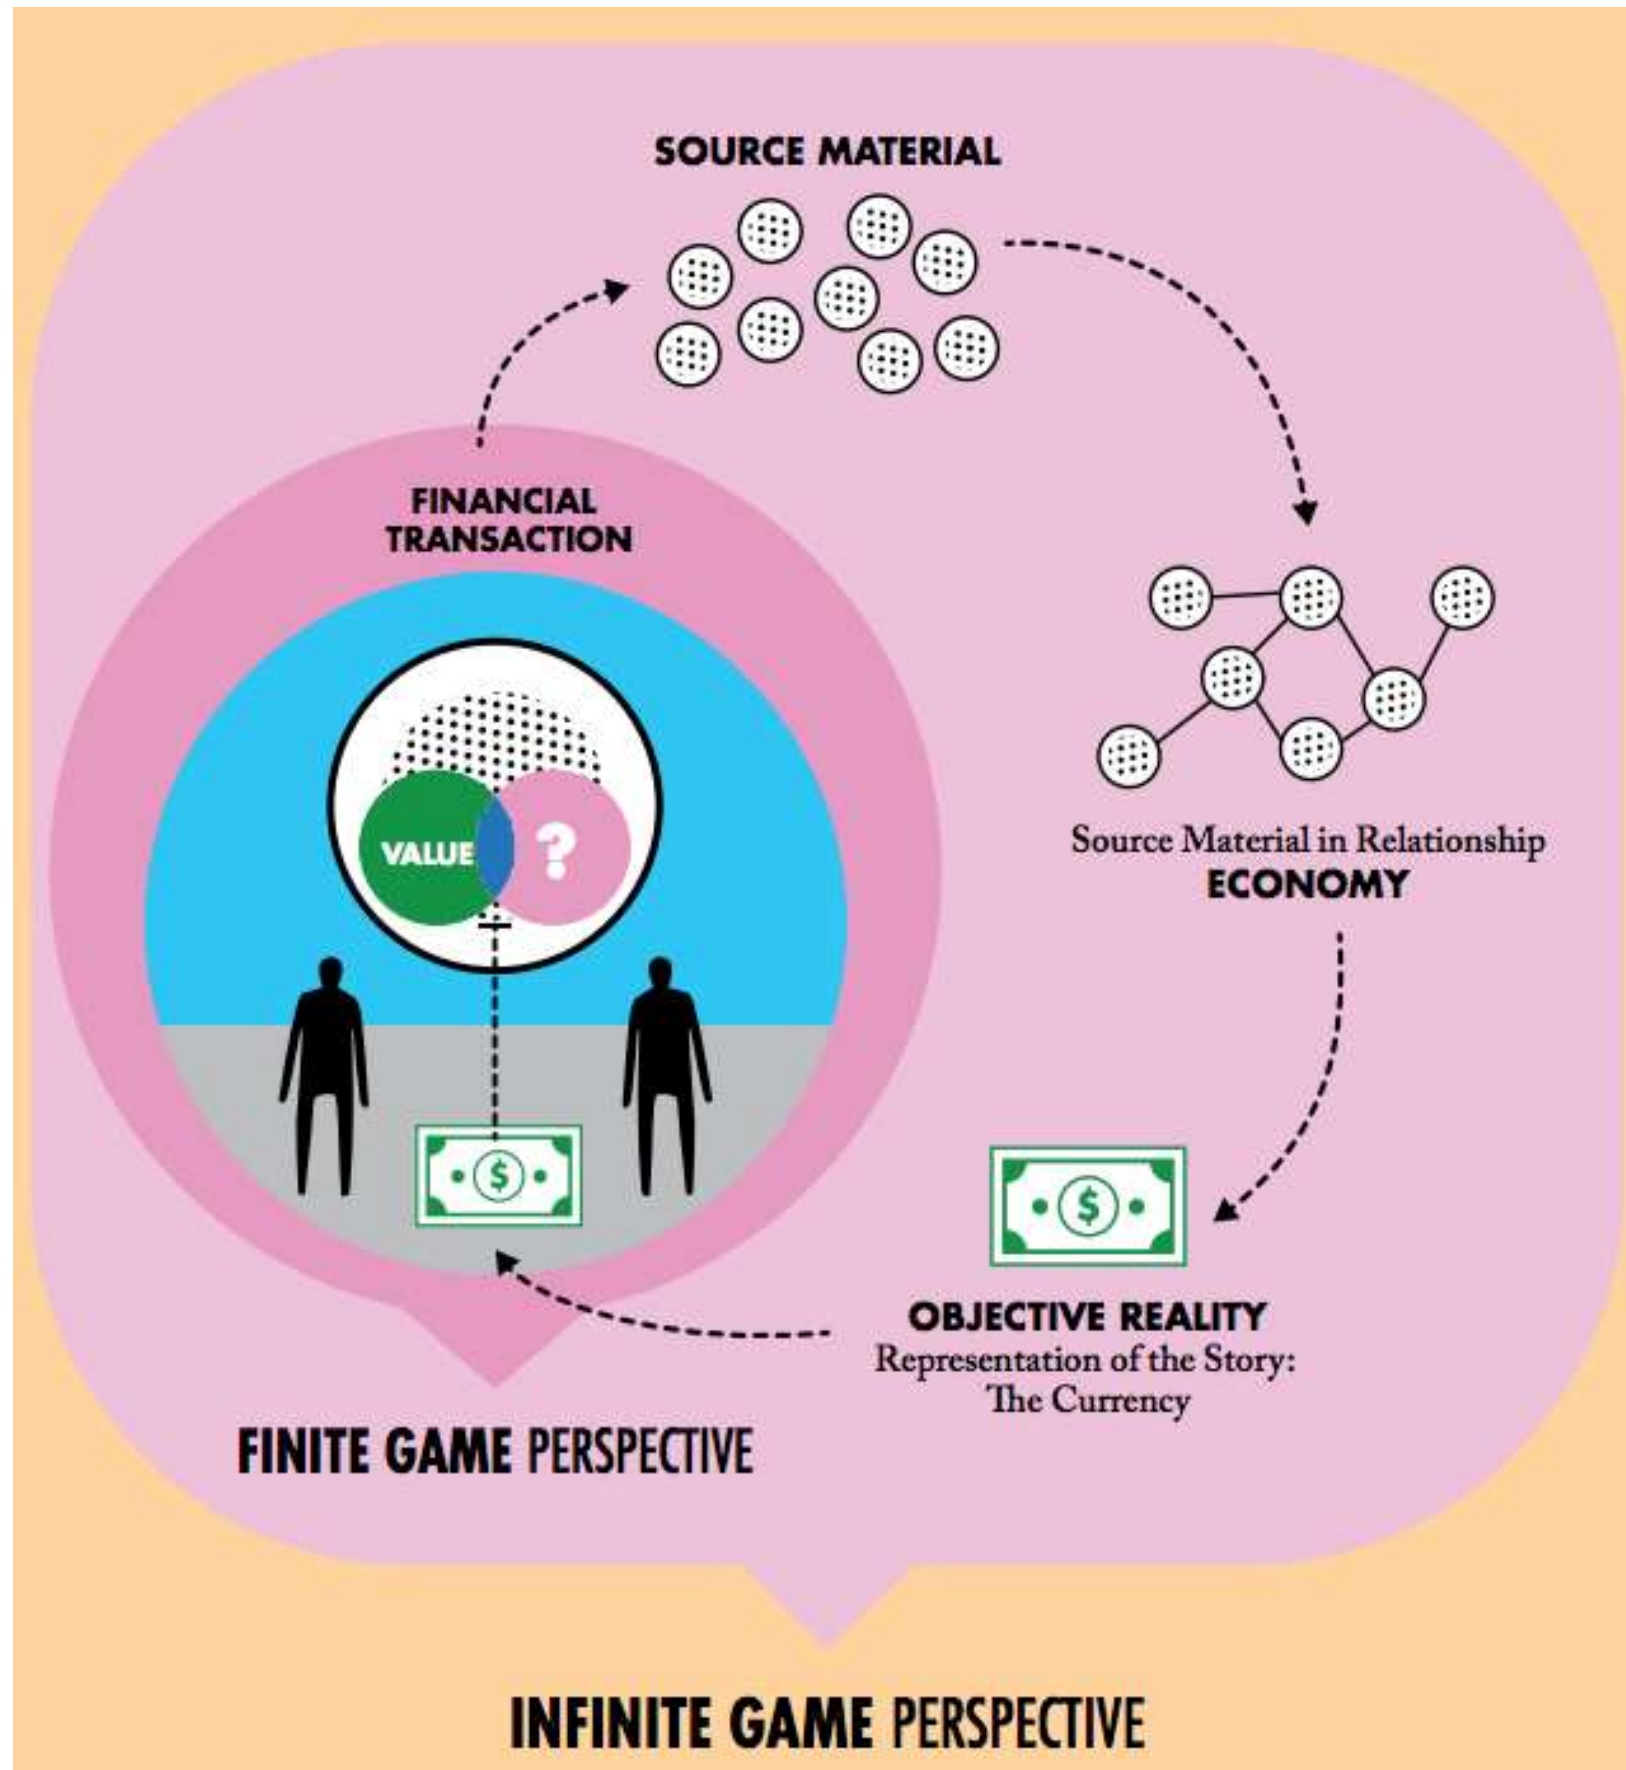 SOURCE MATERIAL
FINANCIAL
TRANSACTION
VALUE
?
$
Source Material in Relationship
ECONOMY
$
OBJECTIVE REALITY
Representation of the Story:
The Currency
FINITE GAME PERSPECTIVE
INFINITE GAME PERSPECTIVE